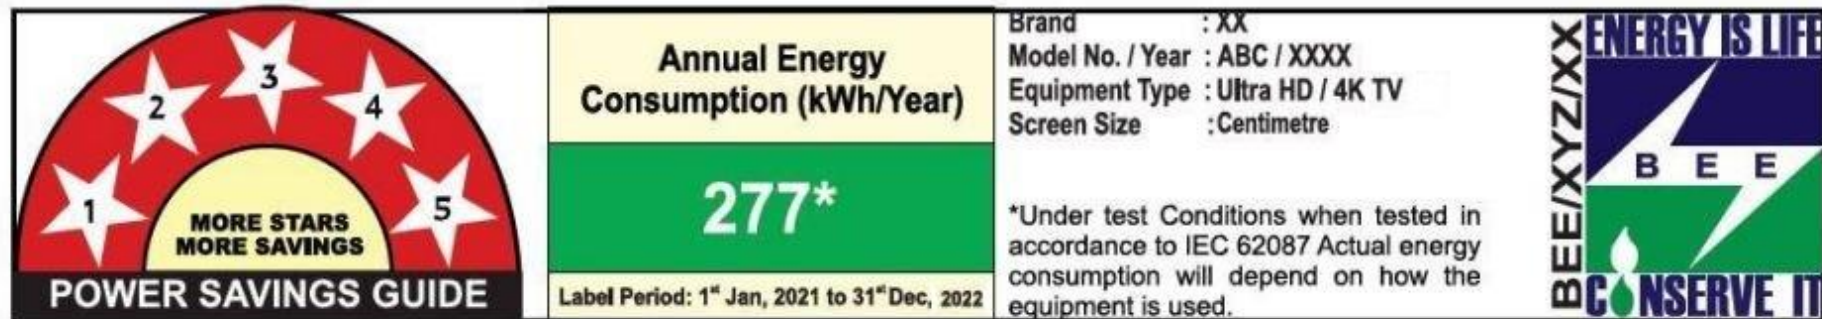 1
2
3
4
5
MORE STARS
MORE SAVINGS
POWER SAVINGS GUIDE
Annual Energy
Consumption (kWh/Year)
277*
Label Period: 1st Jan, 2021 to 31st Dec, 2022
Brand : XX
Model No. / Year : ABC / XXXX
Equipment Type : Ultra HD / 4K TV
Screen Size :Centimetre
*Under test Conditions when tested in
accordance to IEC 62087 Actual energy
consumption will depend on how the
equipment is used.
BEE/XYZ/XX
ENERGY IS LIFE
B E E
CONSERVE IT